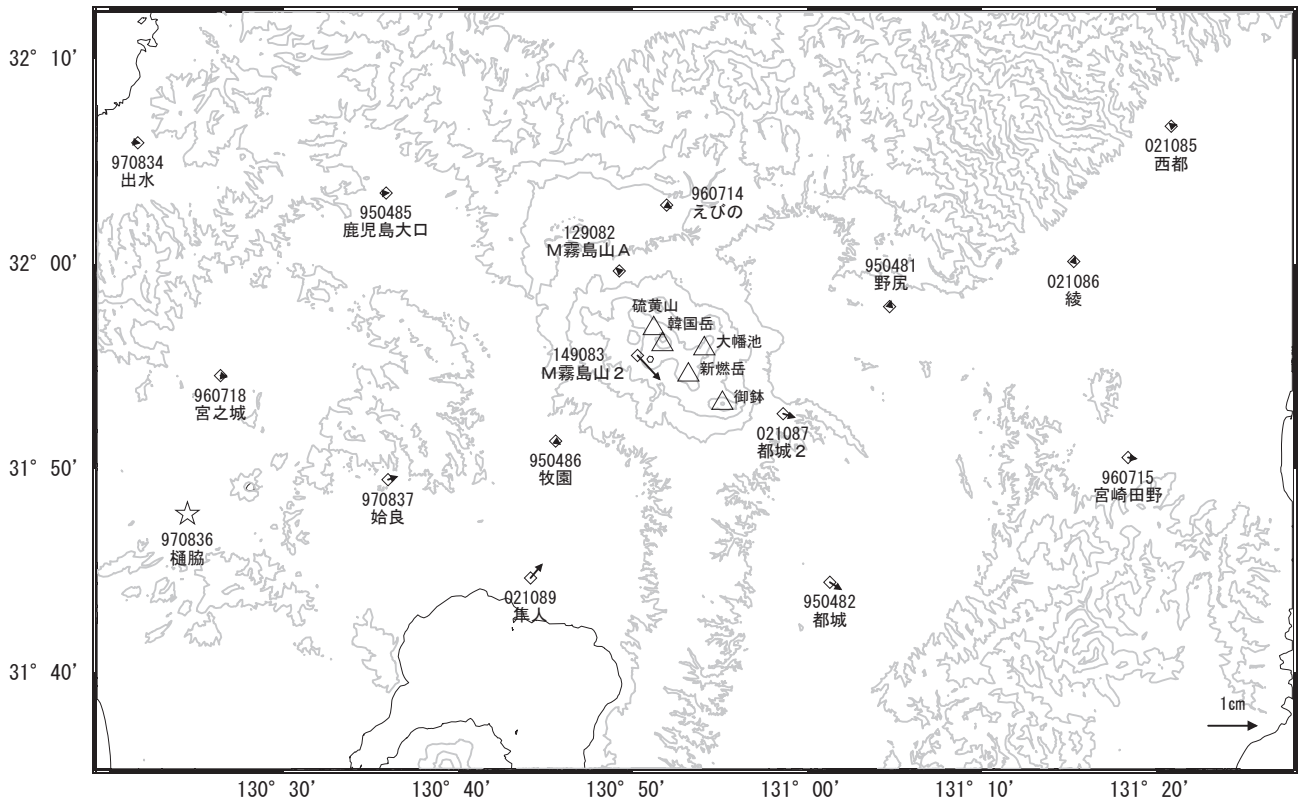 32° 10′
970834
出水
021085
西都
950485
鹿児島大口
960714
えびの
129082
M霧島山A
32° 00′
950481
野尻
021086
綾
硫黄山
韓国岳
大幡池
149083
M霧島山2
新燃岳
御鉢
960718
宮之城
021087
都城2
31° 50′
950486
牧園
960715
宮崎田野
970837
姶良
970836
樋脇
021089
隼人
950482
都城
31° 40′
1cm
130° 30′
130° 40′
130° 50′
131° 00′
131° 10′
131° 20′